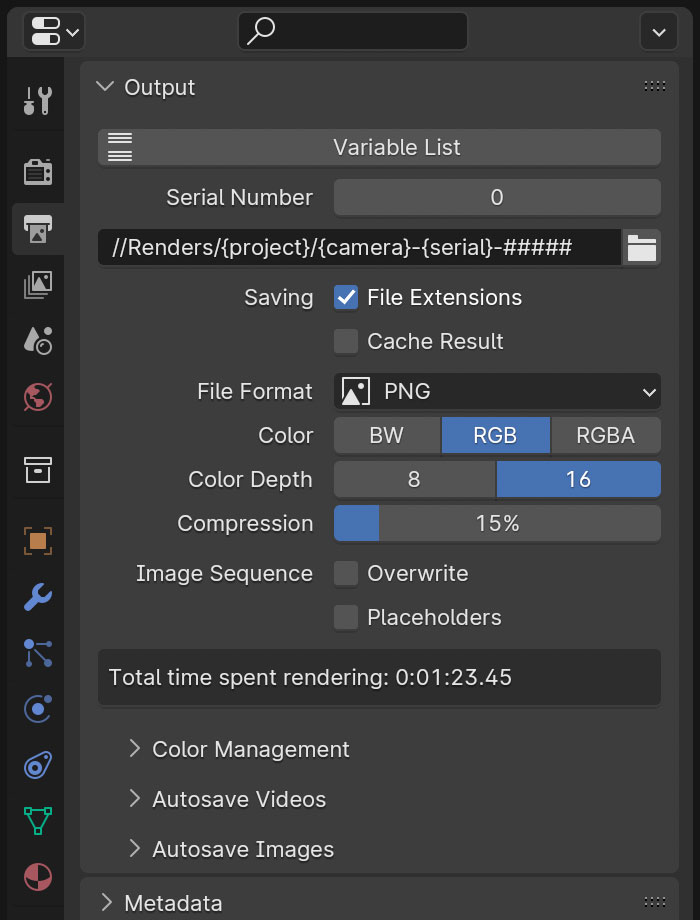 Output
Variable List
Serial Number 0
//Renders/{project}/{camera}-{serial}-#####
Saving File Extensions
Cache Result
File Format PNG
Color BW RGB RGBA
Color Depth 8 16
Compression 15%
Image Sequence Overwrite
Placeholders
Total time spent rendering: 0:01:23.45
Color Management
Autosave Videos
Autosave Images
Metadata